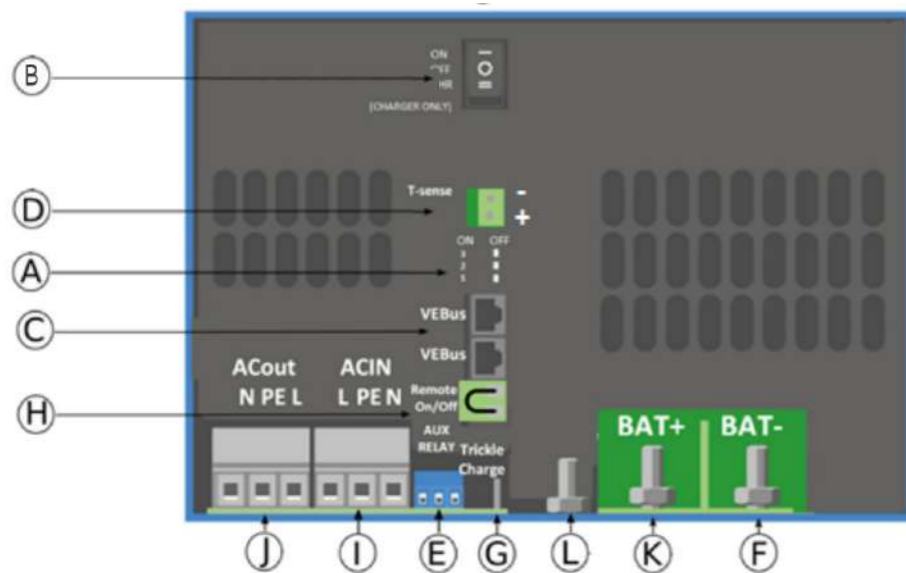 B
ON
OFF
HR
(CHARGER ONLY)
D
T-sense
-
+
ON OFF
A
3
2
1
C
VEBus
VEBus
ACout
N PE L
ACIN
L PE N
H
Remote
On/Off
AUX
RELAY
Trickle
Charge
BAT+
BAT-
J
I
E
G
L
K
F